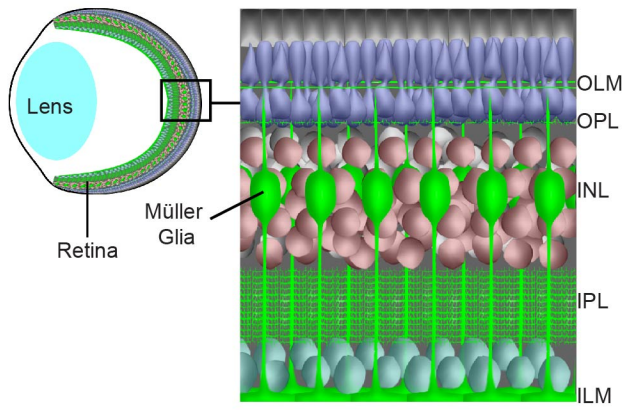 Lens
Retina
Müller
Glia
OLM
OPL
INL
IPL
ILM